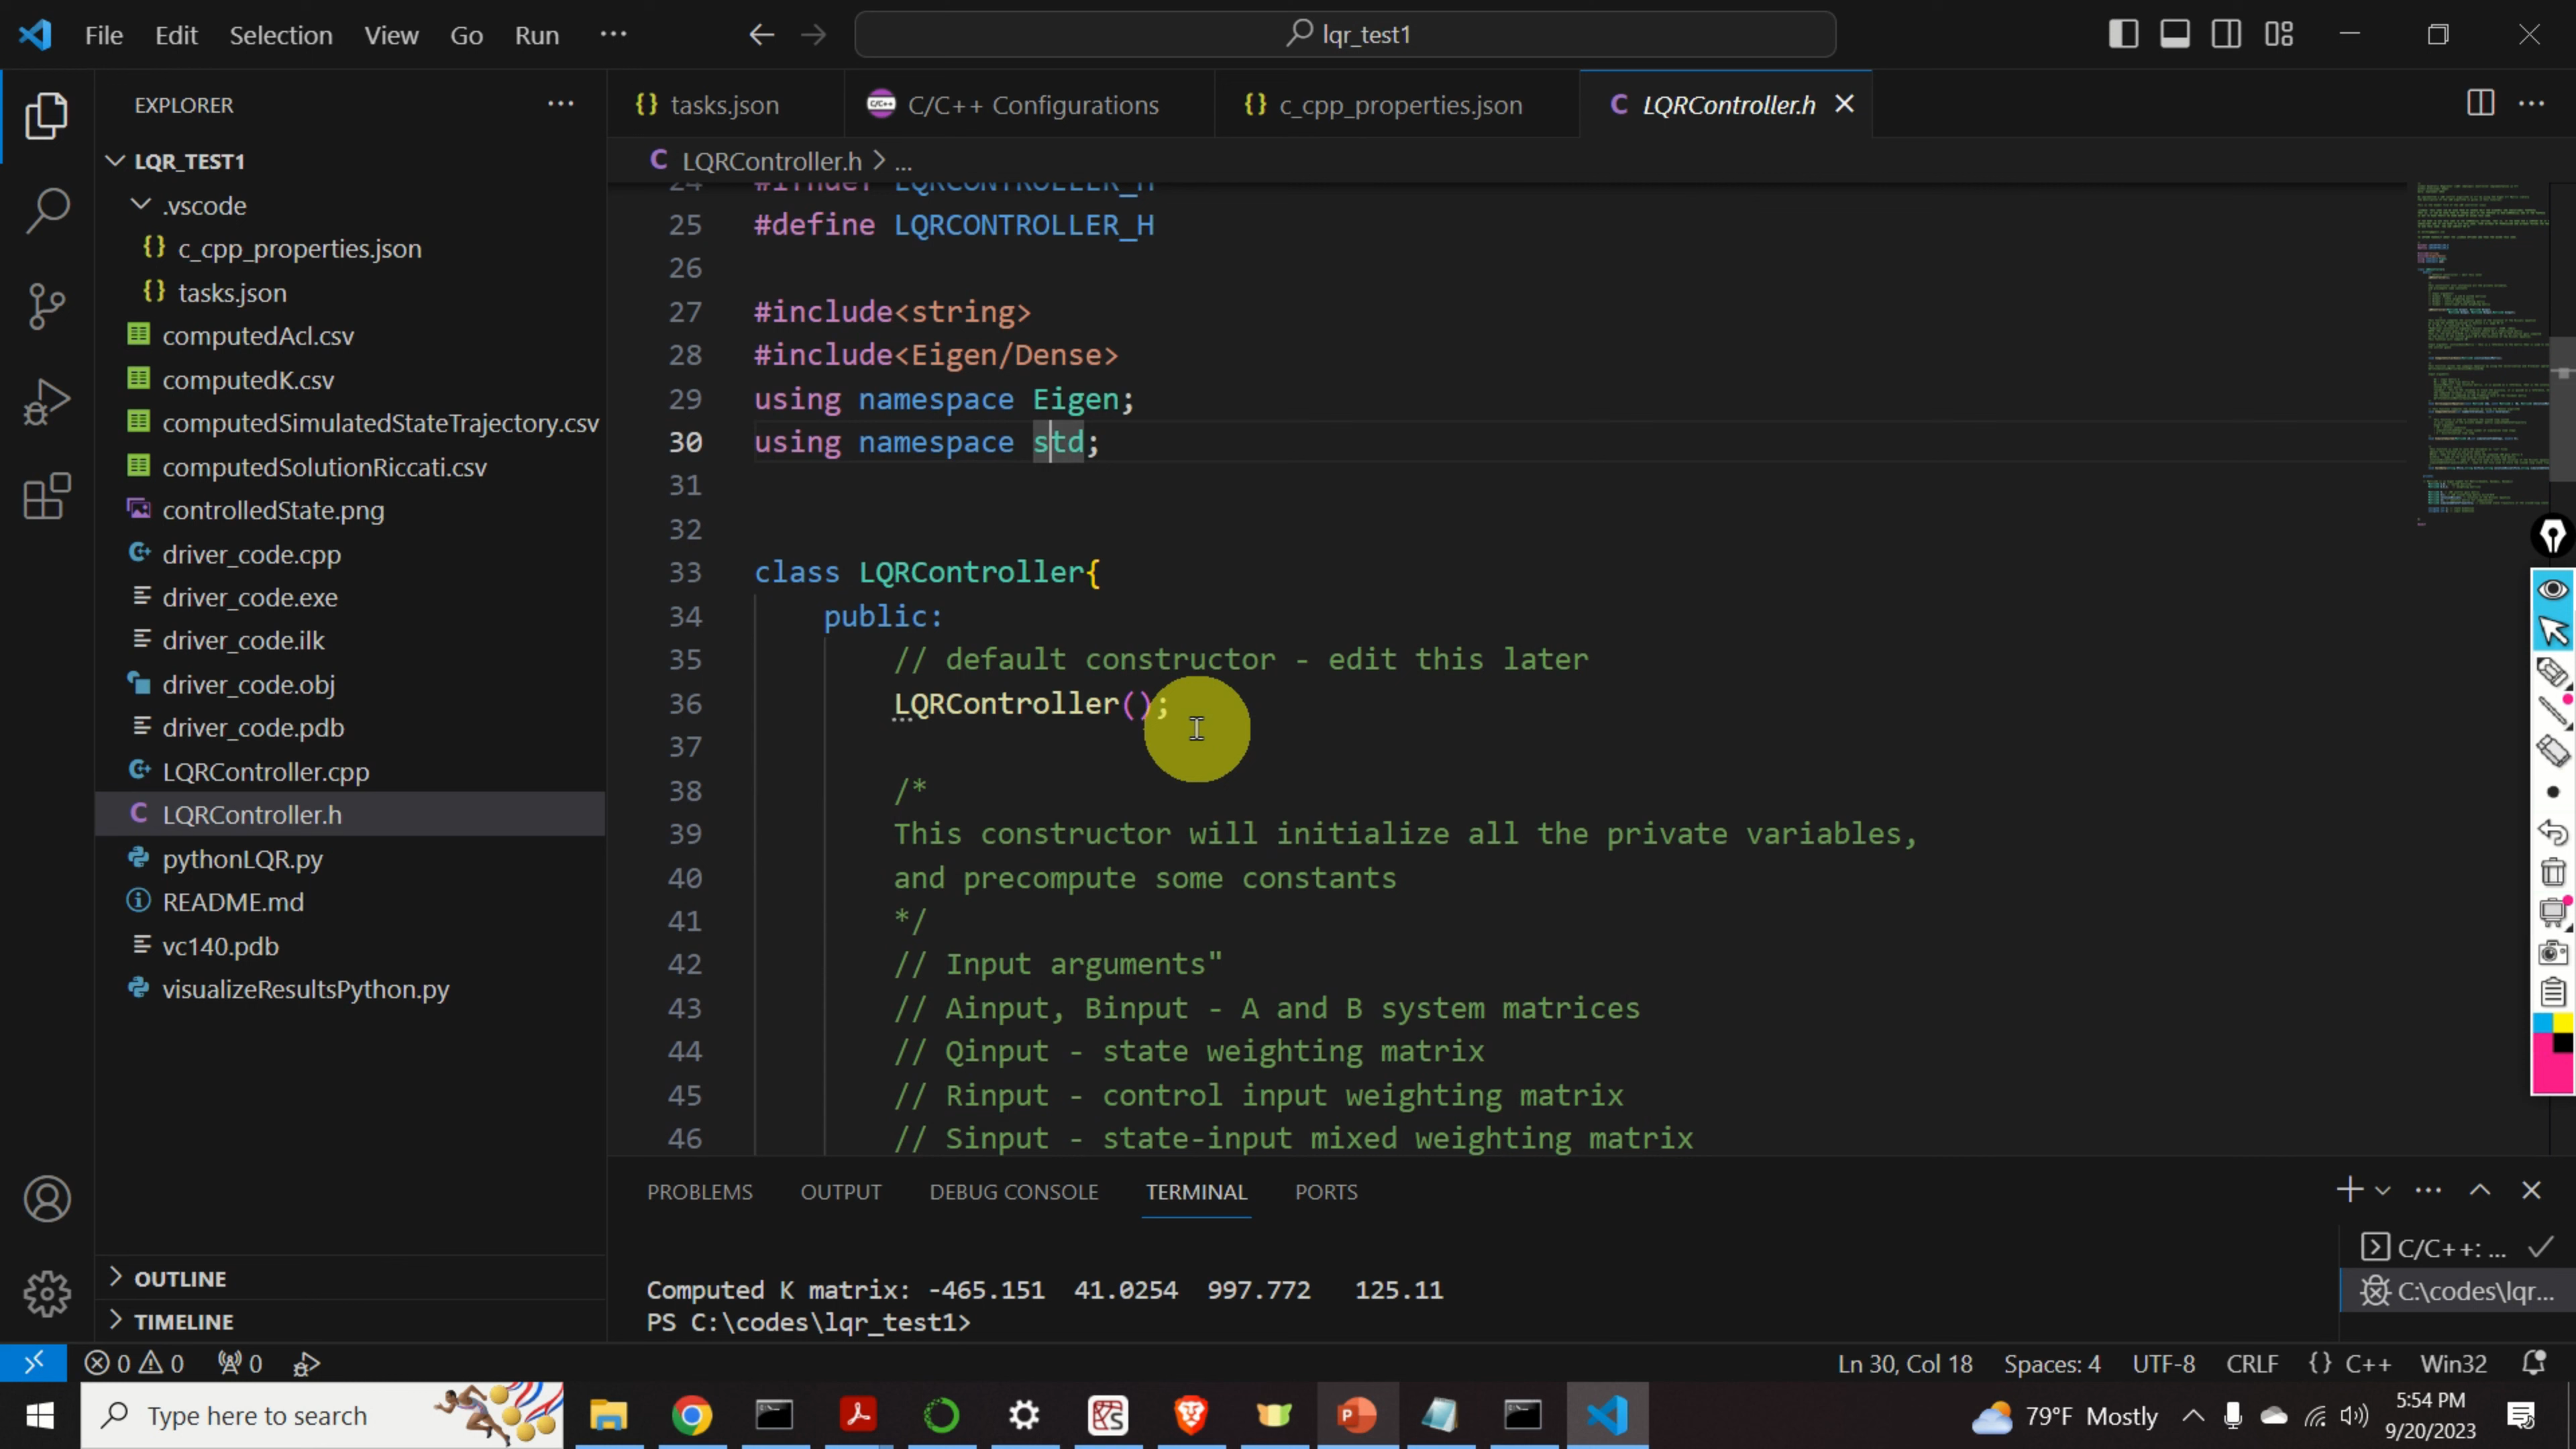 File Edit Selection View Go Run ...
lqr_test1
EXPLORER
LQR_TEST1
.vscode
{} c_cpp_properties.json
{} tasks.json
computedAcl.csv
computedK.csv
computedSimulatedStateTrajectory.csv
computedSolutionRiccati.csv
controlledState.png
driver_code.cpp
driver_code.exe
driver_code.ilk
driver_code.obj
driver_code.pdb
LQRController.cpp
C LQRController.h
pythonLQR.py
README.md
vc140.pdb
visualizeResultsPython.py
OUTLINE
TIMELINE
{} tasks.json
C/C++ Configurations
{} c_cpp_properties.json
C LQRController.h
C LQRController.h > ...
24 #ifndef LQRCONTROLLER_H
25 #define LQRCONTROLLER_H
26
27 #include<string>
28 #include<Eigen/Dense>
29 using namespace Eigen;
30 using namespace std;
31
32
33 class LQRController{
34 public:
35 // default constructor - edit this later
36 LQRController();
37
38 /*
39 This constructor will initialize all the private variables,
40 and precompute some constants
41 */
42 // Input arguments"
43 // Ainput, Binput - A and B system matrices
44 // Qinput - state weighting matrix
45 // Rinput - control input weighting matrix
46 // Sinput - state-input mixed weighting matrix
PROBLEMS OUTPUT DEBUG CONSOLE TERMINAL PORTS
Computed K matrix: -465.151 41.0254 997.772 125.11
PS C:\codes\lqr_test1>
C/C++: ...
C:\codes\lqr...
0 0 0
Ln 30, Col 18 Spaces: 4 UTF-8 CRLF {} C++ Win32
Type here to search
79°F Mostly
5:54 PM
9/20/2023